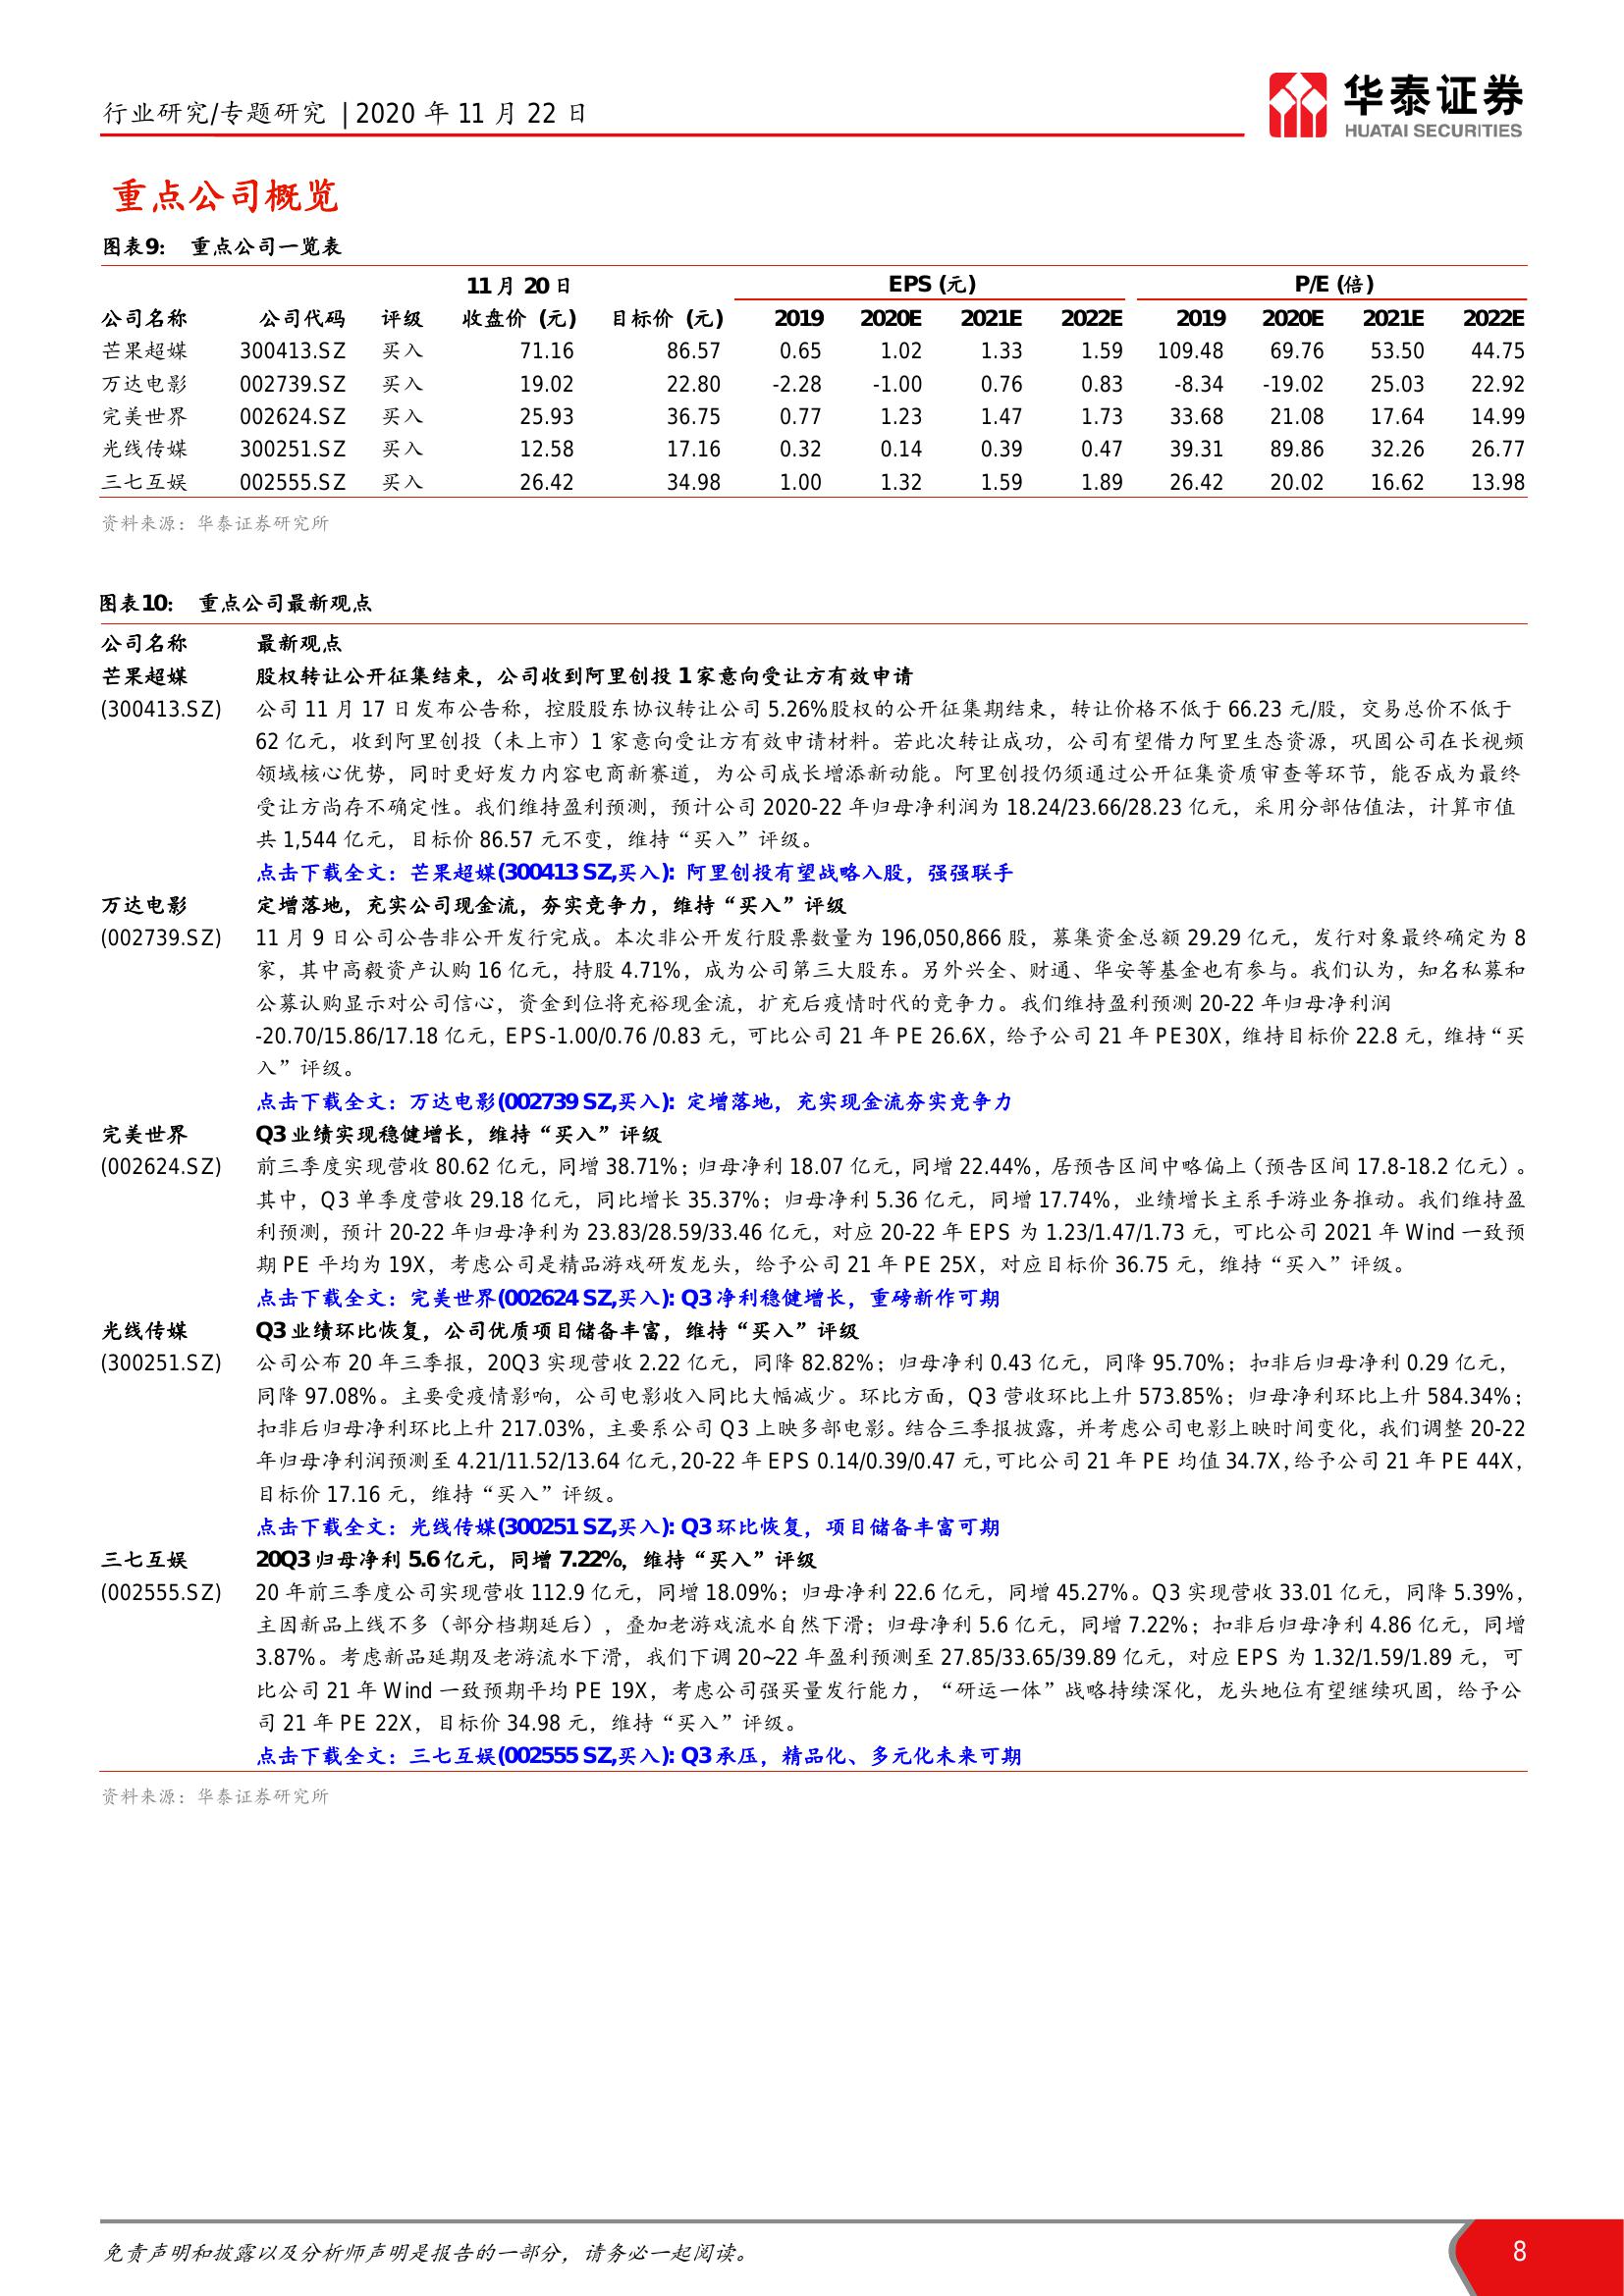 行业研究/专题研究 | 2020 年 11 月 22 日
华泰证券
HUATAI SECURITIES
重点公司概览
图表9： 重点公司一览表
11 月 20 日 EPS (元) P/E (倍)
公司名称 公司代码 评级 收盘价 (元) 目标价 (元) 2019 2020E 2021E 2022E 2019 2020E 2021E 2022E
芒果超媒 300413.SZ 买入 71.16 86.57 0.65 1.02 1.33 1.59 109.48 69.76 53.50 44.75
万达电影 002739.SZ 买入 19.02 22.80 -2.28 -1.00 0.76 0.83 -8.34 -19.02 25.03 22.92
完美世界 002624.SZ 买入 25.93 36.75 0.77 1.23 1.47 1.73 33.68 21.08 17.64 14.99
光线传媒 300251.SZ 买入 12.58 17.16 0.32 0.14 0.39 0.47 39.31 89.86 32.26 26.77
三七互娱 002555.SZ 买入 26.42 34.98 1.00 1.32 1.59 1.89 26.42 20.02 16.62 13.98
资料来源：华泰证券研究所
图表10： 重点公司最新观点
公司名称 最新观点
芒果超媒 股权转让公开征集结束，公司收到阿里创投 1 家意向受让方有效申请
(300413.SZ) 公司 11 月 17 日发布公告称，控股股东协议转让公司 5.26%股权的公开征集期结束，转让价格不低于 66.23 元/股，交易总价不低于
62 亿元，收到阿里创投（未上市）1 家意向受让方有效申请材料。若此次转让成功，公司有望借力阿里生态资源，巩固公司在长视频
领域核心优势，同时更好发力内容电商新赛道，为公司成长增添新动能。阿里创投仍须通过公开征集资质审查等环节，能否成为最终
受让方尚存不确定性。我们维持盈利预测，预计公司 2020-22 年归母净利润为 18.24/23.66/28.23 亿元，采用分部估值法，计算市值
共 1,544 亿元，目标价 86.57 元不变，维持“买入”评级。
点击下载全文：芒果超媒(300413 SZ,买入): 阿里创投有望战略入股，强强联手
万达电影 定增落地，充实公司现金流，夯实竞争力，维持“买入”评级
(002739.SZ) 11 月 9 日公司公告非公开发行完成。本次非公开发行股票数量为 196,050,866 股，募集资金总额 29.29 亿元，发行对象最终确定为 8
家，其中高毅资产认购 16 亿元，持股 4.71%，成为公司第三大股东。另外兴全、财通、华安等基金也有参与。我们认为，知名私募和
公募认购显示对公司信心，资金到位将充裕现金流，扩充后疫情时代的竞争力。我们维持盈利预测 20-22 年归母净利润
-20.70/15.86/17.18 亿元，EPS-1.00/0.76 /0.83 元，可比公司 21 年 PE 26.6X，给予公司 21 年 PE30X，维持目标价 22.8 元，维持“买
入”评级。
点击下载全文：万达电影(002739 SZ,买入): 定增落地，充实现金流夯实竞争力
完美世界 Q3 业绩实现稳健增长，维持“买入”评级
(002624.SZ) 前三季度实现营收 80.62 亿元，同增 38.71%；归母净利 18.07 亿元，同增 22.44%，居预告区间中略偏上（预告区间 17.8-18.2 亿元）。
其中，Q3 单季度营收 29.18 亿元，同比增长 35.37%；归母净利 5.36 亿元，同增 17.74%，业绩增长主系手游业务推动。我们维持盈
利预测，预计 20-22 年归母净利为 23.83/28.59/33.46 亿元，对应 20-22 年 EPS 为 1.23/1.47/1.73 元，可比公司 2021 年 Wind 一致预
期 PE 平均为 19X，考虑公司是精品游戏研发龙头，给予公司 21 年 PE 25X，对应目标价 36.75 元，维持“买入”评级。
点击下载全文：完美世界(002624 SZ,买入): Q3 净利稳健增长，重磅新作可期
光线传媒 Q3 业绩环比恢复，公司优质项目储备丰富，维持“买入”评级
(300251.SZ) 公司公布 20 年三季报，20Q3 实现营收 2.22 亿元，同降 82.82%；归母净利 0.43 亿元，同降 95.70%；扣非后归母净利 0.29 亿元，
同降 97.08%。主要受疫情影响，公司电影收入同比大幅减少。环比方面，Q3 营收环比上升 573.85%；归母净利环比上升 584.34%；
扣非后归母净利环比上升 217.03%，主要系公司 Q3 上映多部电影。结合三季报披露，并考虑公司电影上映时间变化，我们调整 20-22
年归母净利润预测至 4.21/11.52/13.64 亿元，20-22 年 EPS 0.14/0.39/0.47 元，可比公司 21 年 PE 均值 34.7X，给予公司 21 年 PE 44X，
目标价 17.16 元，维持“买入”评级。
点击下载全文：光线传媒(300251 SZ,买入): Q3 环比恢复，项目储备丰富可期
三七互娱 20Q3 归母净利 5.6 亿元，同增 7.22%，维持“买入”评级
(002555.SZ) 20 年前三季度公司实现营收 112.9 亿元，同增 18.09%；归母净利 22.6 亿元，同增 45.27%。Q3 实现营收 33.01 亿元，同降 5.39%，
主因新品上线不多（部分档期延后），叠加老游戏流水自然下滑；归母净利 5.6 亿元，同增 7.22%；扣非后归母净利 4.86 亿元，同增
3.87%。考虑新品延期及老游流水下滑，我们下调 20~22 年盈利预测至 27.85/33.65/39.89 亿元，对应 EPS 为 1.32/1.59/1.89 元，可
比公司 21 年 Wind 一致预期平均 PE 19X，考虑公司强买量发行能力，“研运一体”战略持续深化，龙头地位有望继续巩固，给予公
司 21 年 PE 22X，目标价 34.98 元，维持“买入”评级。
点击下载全文：三七互娱(002555 SZ,买入): Q3 承压，精品化、多元化未来可期
资料来源：华泰证券研究所
免责声明和披露以及分析师声明是报告的一部分，请务必一起阅读。 8